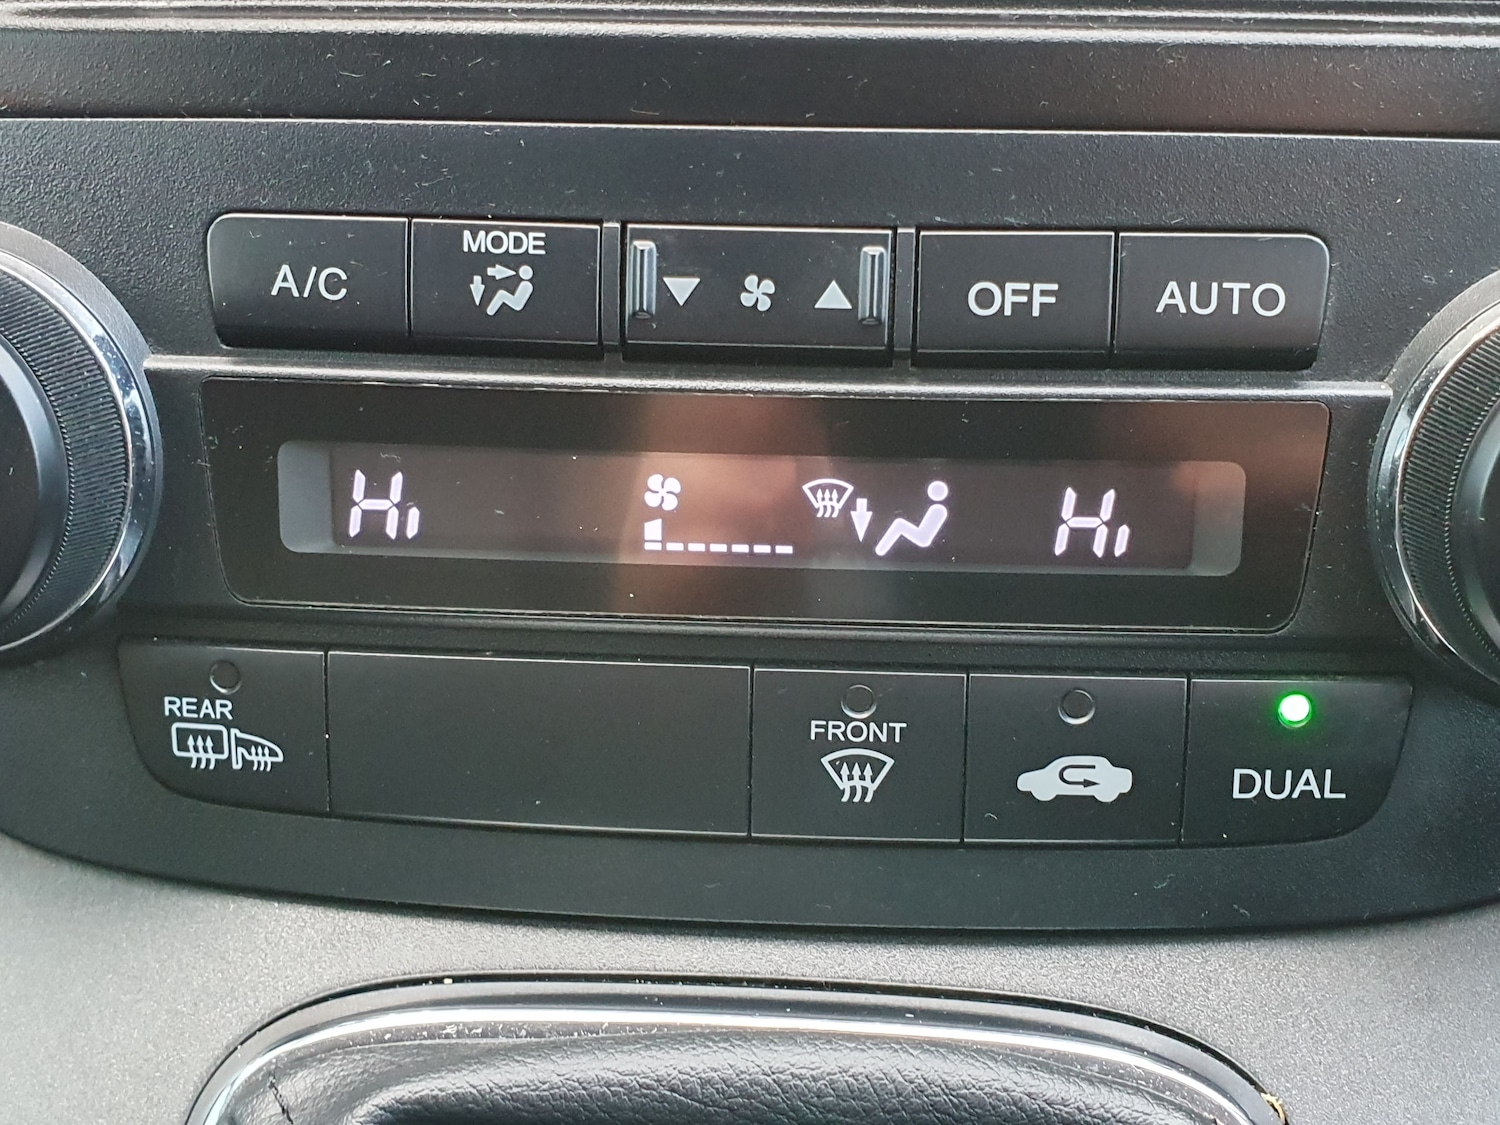 A/C
MODE
OFF
AUTO
Hi
Hi
REAR
FRONT
DUAL